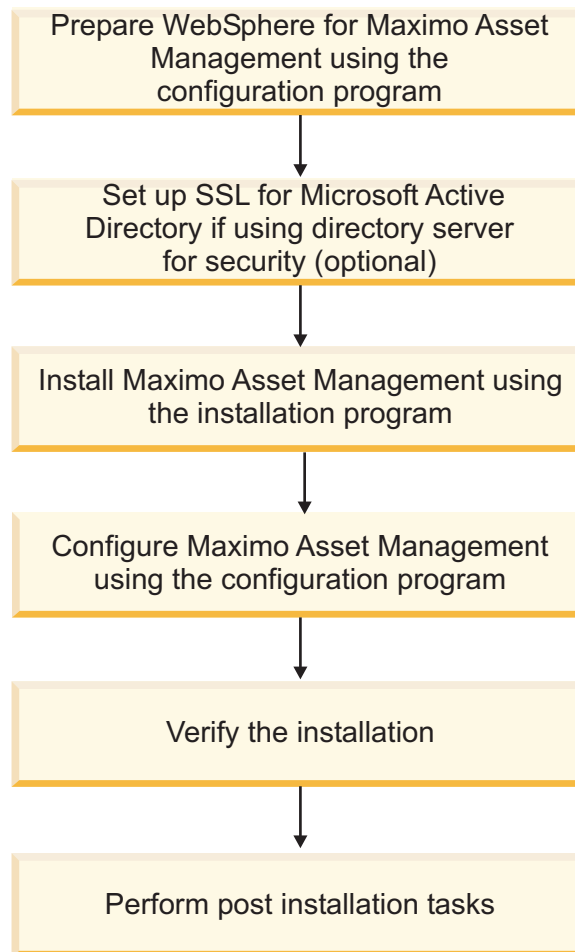 Prepare WebSphere for Maximo Asset
Management using the
configuration program
Set up SSL for Microsoft Active
Directory if using directory server
for security (optional)
Install Maximo Asset Management using
the installation program
Configure Maximo Asset Management
using the configuration program
Verify the installation
Perform post installation tasks